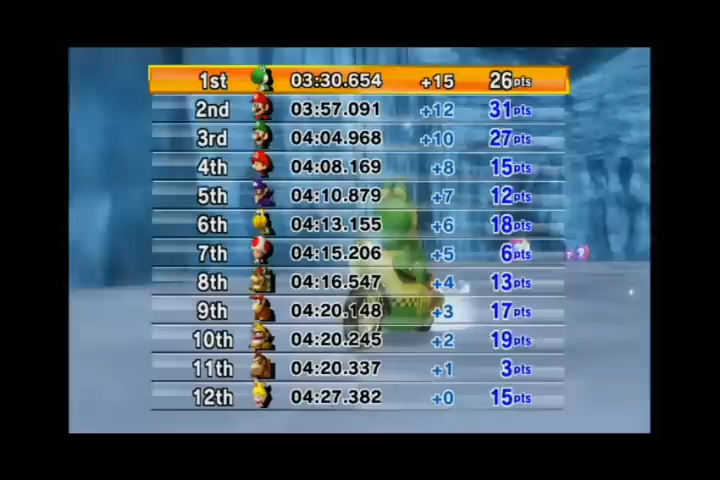 1st 03:30.654 +15 26pts
2nd 03:57.091 +12 31pts
3rd 04:04.968 +10 27pts
4th 04:08.169 +8 15pts
5th 04:10.879 +7 12pts
6th 04:13.155 +6 18pts
7th 04:15.206 +5 6pts
8th 04:16.547 +4 13pts
9th 04:20.148 +3 17pts
10th 04:20.245 +2 19pts
11th 04:20.337 +1 3pts
12th 04:27.382 +0 15pts